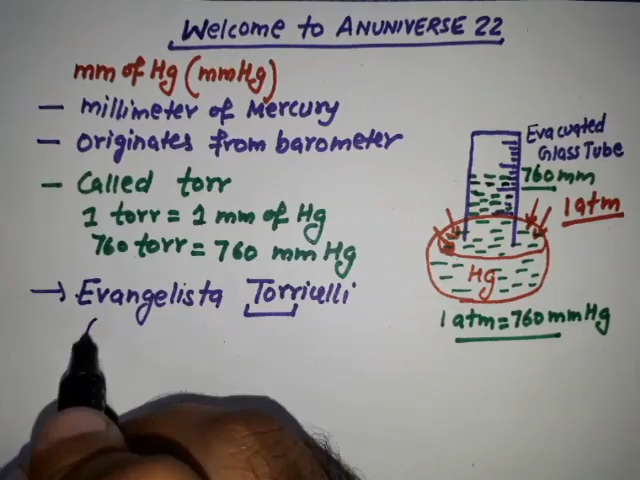 Welcome to ANUNIVERSE 22
mm of Hg (mmHg)
— millimeter of Mercury
— originates from barometer
— Called torr
1 torr = 1 mm of Hg
760 torr = 760 mm Hg
→ Evangelista Torriculli
Evacuated
Glass Tube
760 mm
1 atm
Hg
1 atm = 760 mm Hg